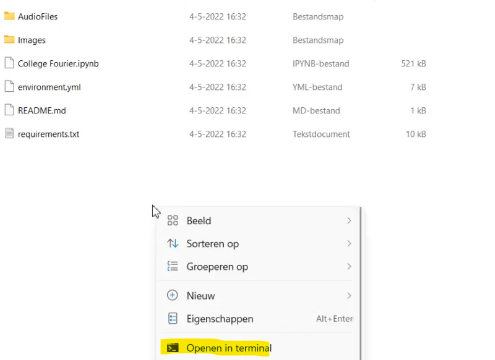 AudioFiles 4-5-2022 16:32 Bestandsmap
Images 4-5-2022 16:32 Bestandsmap
College Fourier.ipynb 4-5-2022 16:32 IPYNB-bestand 521 kB
environment.yml 4-5-2022 16:32 YML-bestand 7 kB
README.md 4-5-2022 16:32 MD-bestand 1 kB
requirements.txt 4-5-2022 16:32 Tekstdocument 10 kB
Beeld
Sorteren op
Groeperen op
Nieuw
Eigenschappen Alt+Enter
Openen in terminal